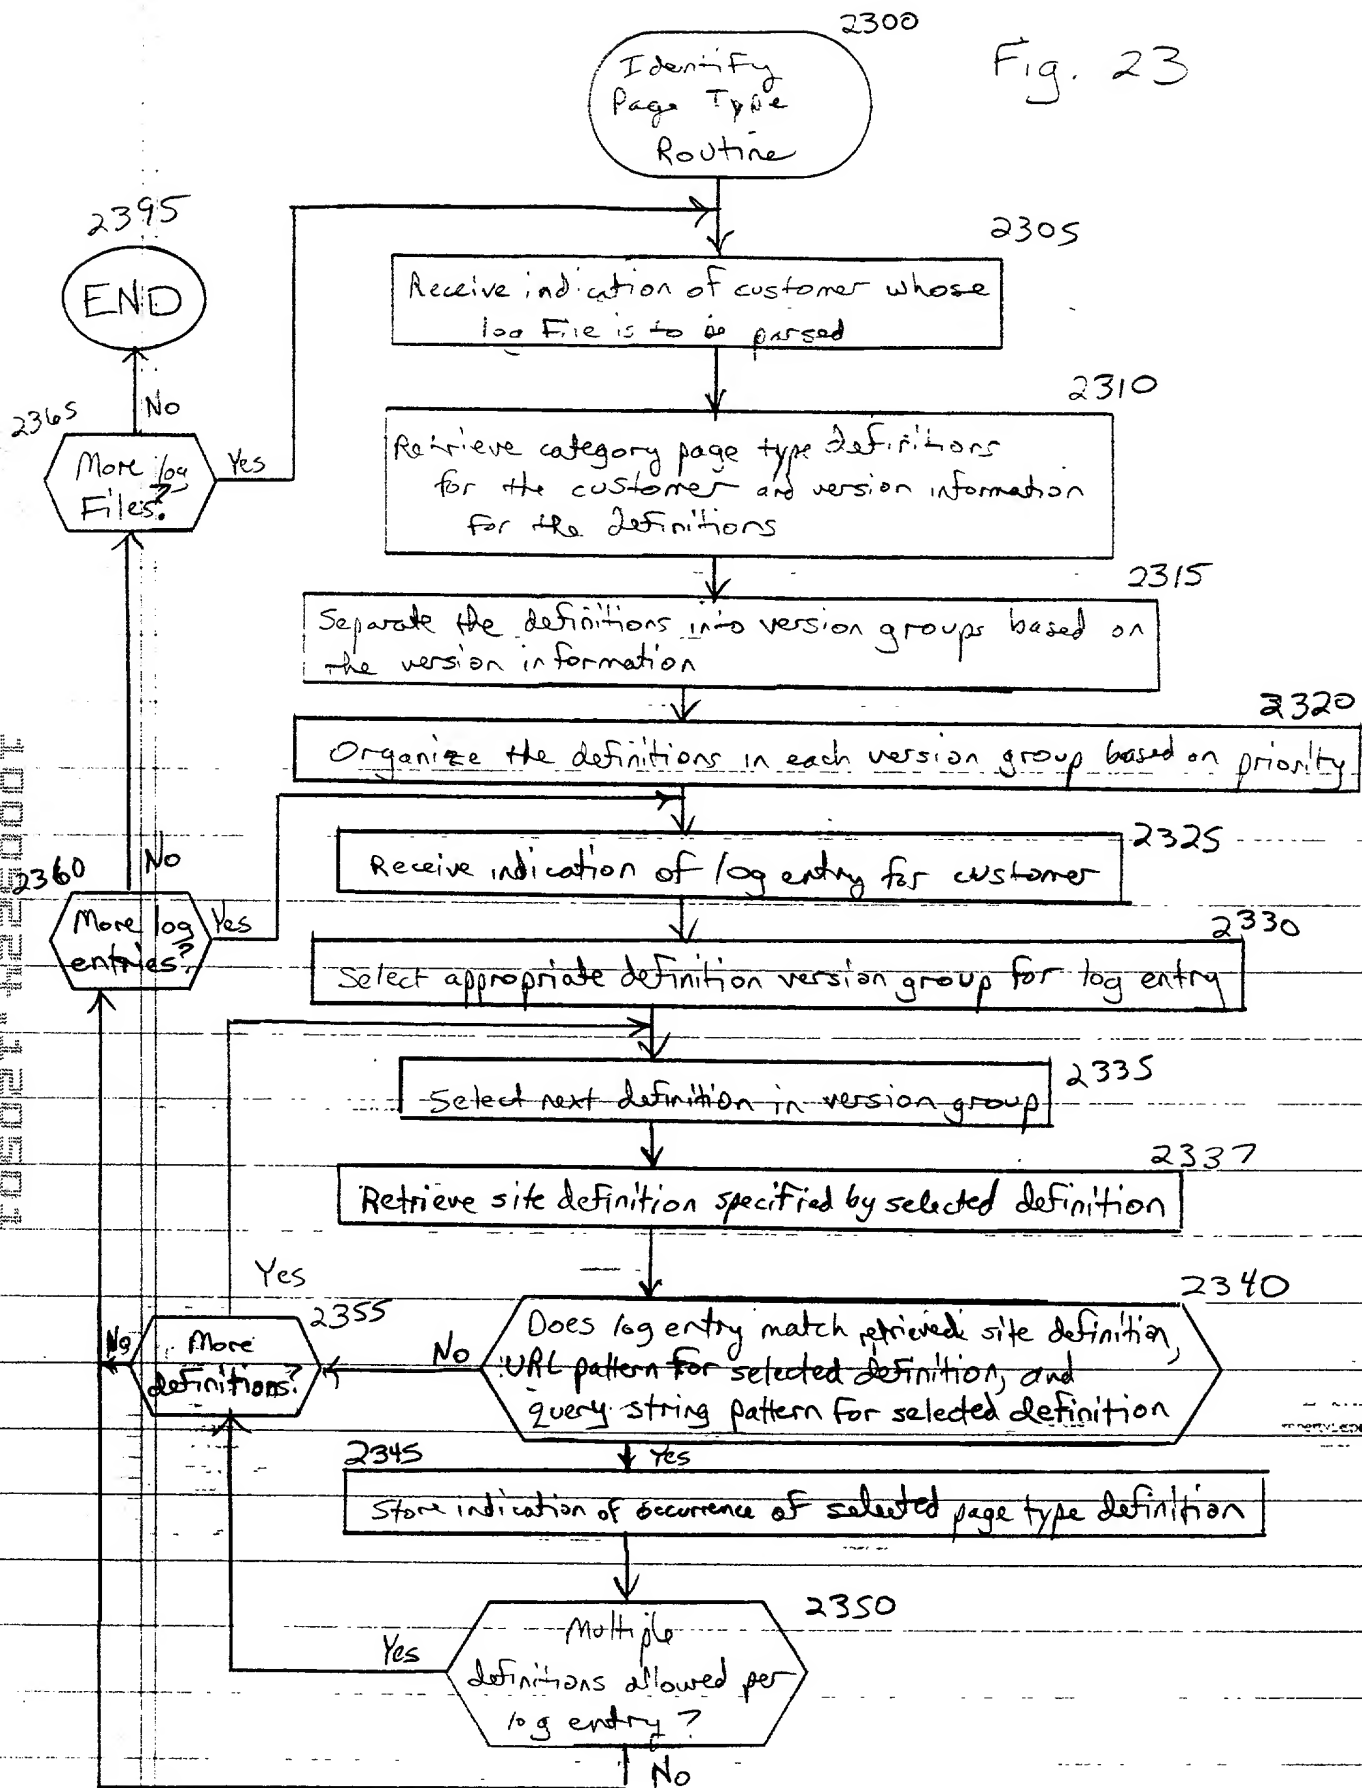 2300
Fig. 23
Identify
Page Type
Routine
2395
END
2305
Receive indication of customer whose
log File is to be parsed
No
2365
More log
Files?
Yes
2310
Retrieve category page type definitions
for the customer and version information
for the definitions
2315
Separate the definitions into version groups based on
the version information
2320
Organize the definitions in each version group based on priority
2325
Receive indication of log entry for customer
No
2360
More log
entries?
Yes
2330
Select appropriate definition version group for log entry
2335
Select next definition in version group
2337
Retrieve site definition specified by selected definition
Yes
2355
More
definitions?
No
No
2340
Does log entry match retrieved site definition,
URL pattern for selected definition, and
query string pattern for selected definition
Yes
2345
Store indication of occurrence of selected page type definition
2350
Multiple
definitions allowed per
log entry?
Yes
No